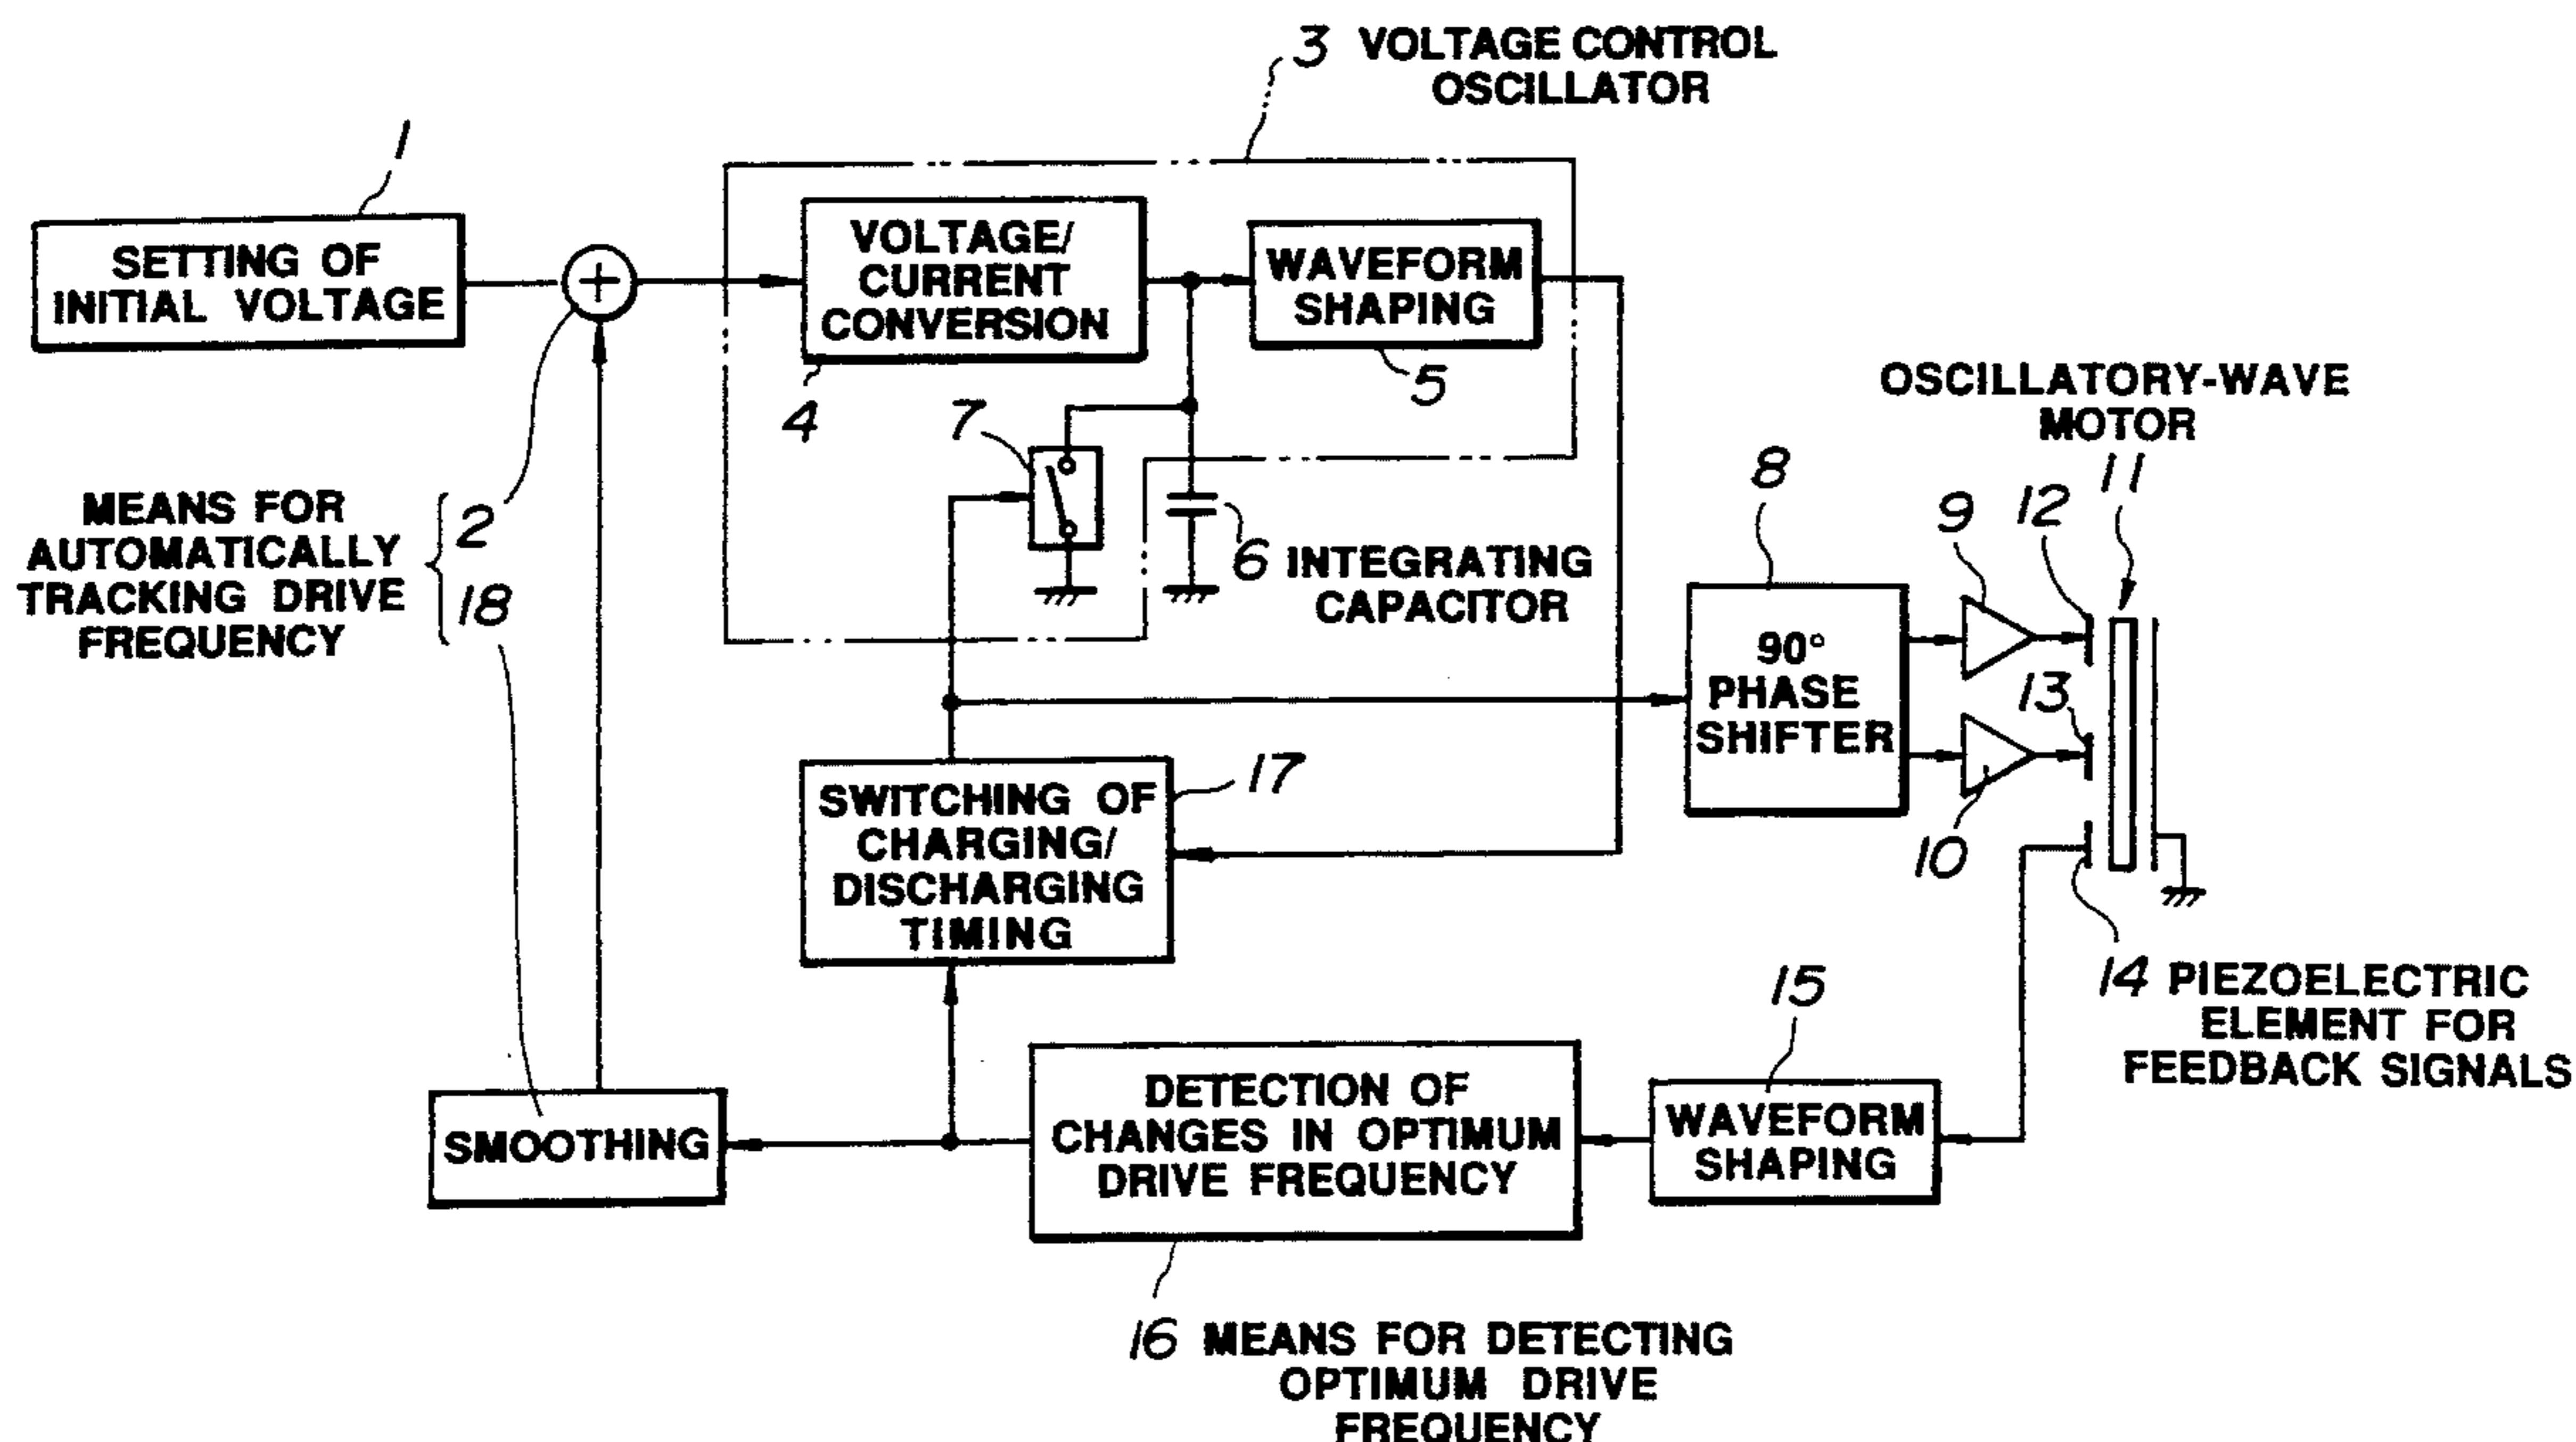 3 VOLTAGE CONTROL
OSCILLATOR
1
SETTING OF
INITIAL VOLTAGE
+
VOLTAGE/
CURRENT
CONVERSION
4
WAVEFORM
SHAPING
5
7
6 INTEGRATING
CAPACITOR
MEANS FOR
AUTOMATICALLY
TRACKING DRIVE
FREQUENCY
2
18
OSCILLATORY-WAVE
MOTOR
11
8
90°
PHASE
SHIFTER
9
12
13
10
14 PIEZOELECTRIC
ELEMENT FOR
FEEDBACK SIGNALS
SWITCHING OF
CHARGING/
DISCHARGING
TIMING
17
SMOOTHING
DETECTION OF
CHANGES IN OPTIMUM
DRIVE FREQUENCY
15
WAVEFORM
SHAPING
16 MEANS FOR DETECTING
OPTIMUM DRIVE
FREQUENCY